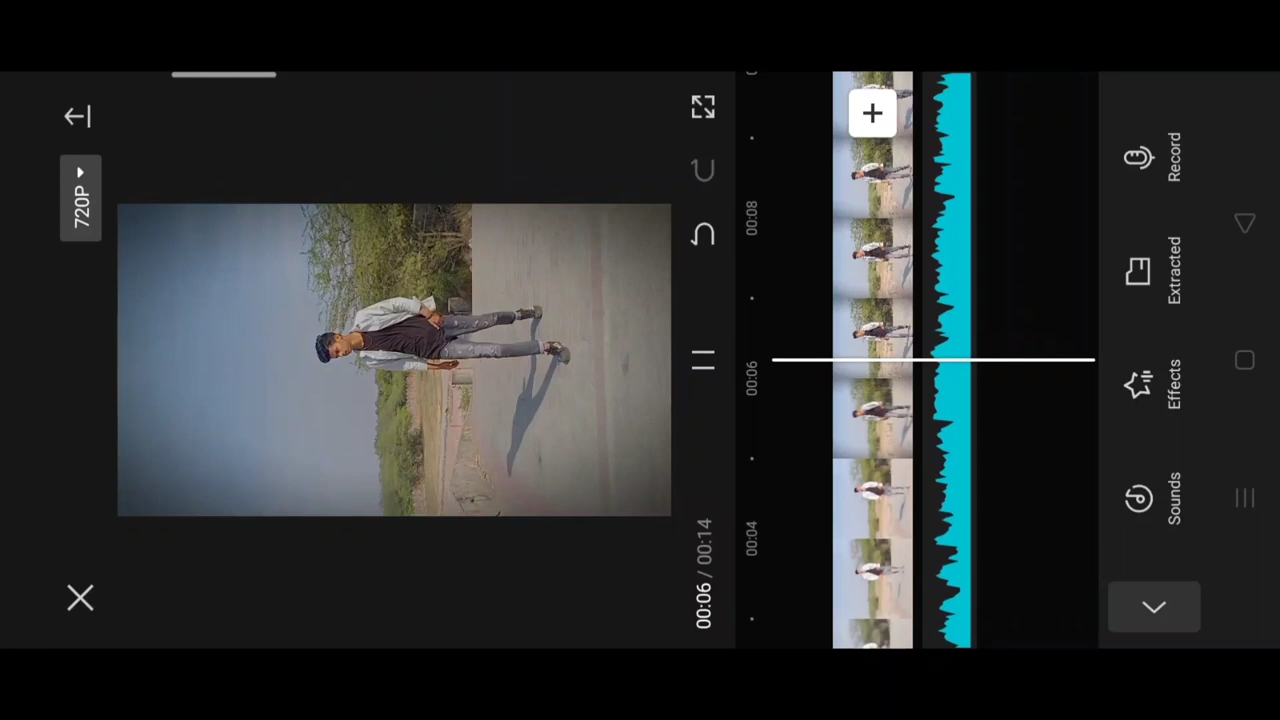 720P
00:06 / 00:14
00:04
00:06
00:08
Sounds
Effects
Extracted
Record